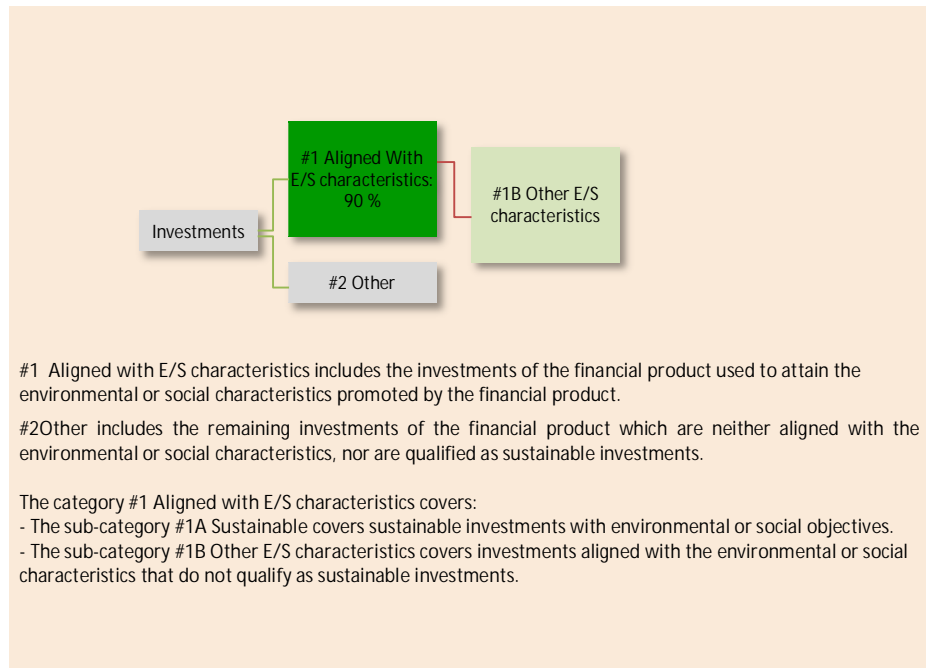 #1 Aligned With
E/S characteristics:
90 %
#1B Other E/S
characteristics
Investments
#2 Other
#1 Aligned with E/S characteristics includes the investments of the financial product used to attain the
environmental or social characteristics promoted by the financial product.
#2Other includes the remaining investments of the financial product which are neither aligned with the
environmental or social characteristics, nor are qualified as sustainable investments.
The category #1 Aligned with E/S characteristics covers:
- The sub-category #1A Sustainable covers sustainable investments with environmental or social objectives.
- The sub-category #1B Other E/S characteristics covers investments aligned with the environmental or social
characteristics that do not qualify as sustainable investments.